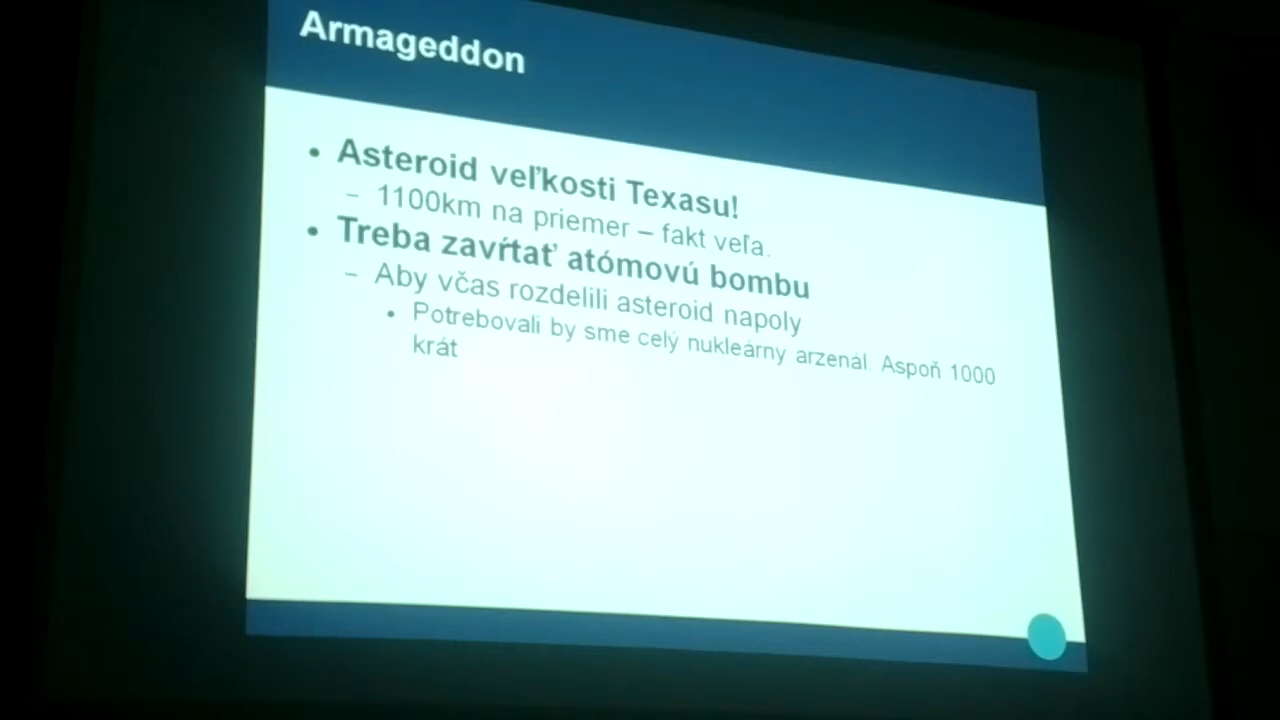 Armageddon
• Asteroid veľkosti Texasu!
– 1100km na priemer – fakt veľa.
• Treba zavŕtať atómovú bombu
– Aby včas rozdelili asteroid napoly
• Potrebovali by sme celý nukleárny arzenál. Aspoň 1000
krát